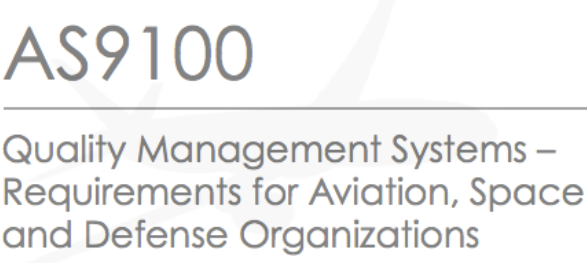 AS9100
Quality Management Systems –
Requirements for Aviation, Space
and Defense Organizations